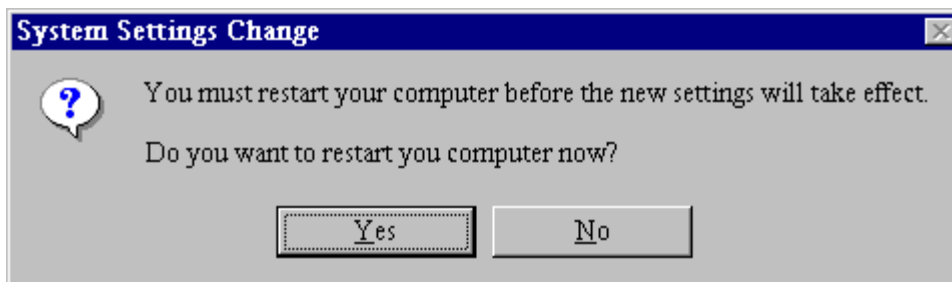 System Settings Change
You must restart your computer before the new settings will take effect.
Do you want to restart you computer now?
Yes
No